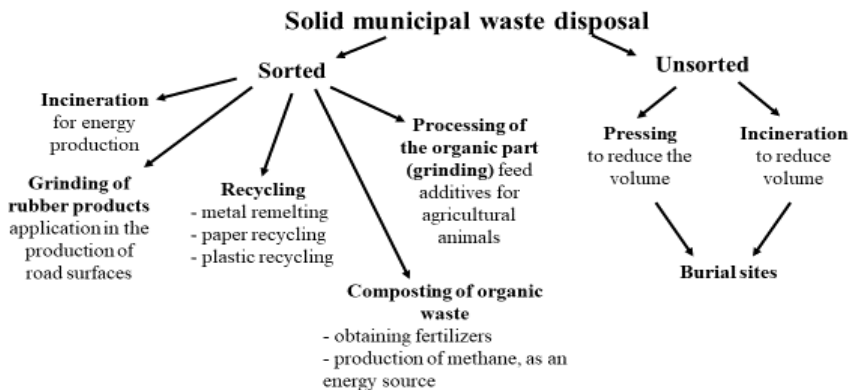 Solid municipal waste disposal
Sorted
Unsorted
Incineration
for energy
production
Grinding of
rubber products
application in the
production of
road surfaces
Recycling
- metal remelting
- paper recycling
- plastic recycling
Composting of organic
waste
- obtaining fertilizers
- production of methane, as an
energy source
Processing of
the organic part
(grinding) feed
additives for
agricultural
animals
Pressing
to reduce the
volume
Incineration
to reduce
volume
Burial sites